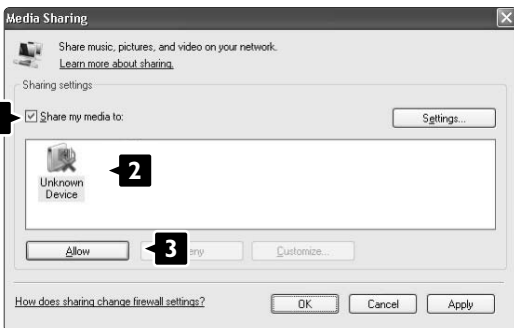 Media Sharing
Share music, pictures, and video on your network.
Learn more about sharing.
Sharing settings
Share my media to:
Settings...
2
Unknown
Device
Allow
3
Customize...
How does sharing change firewall settings?
OK
Cancel
Apply